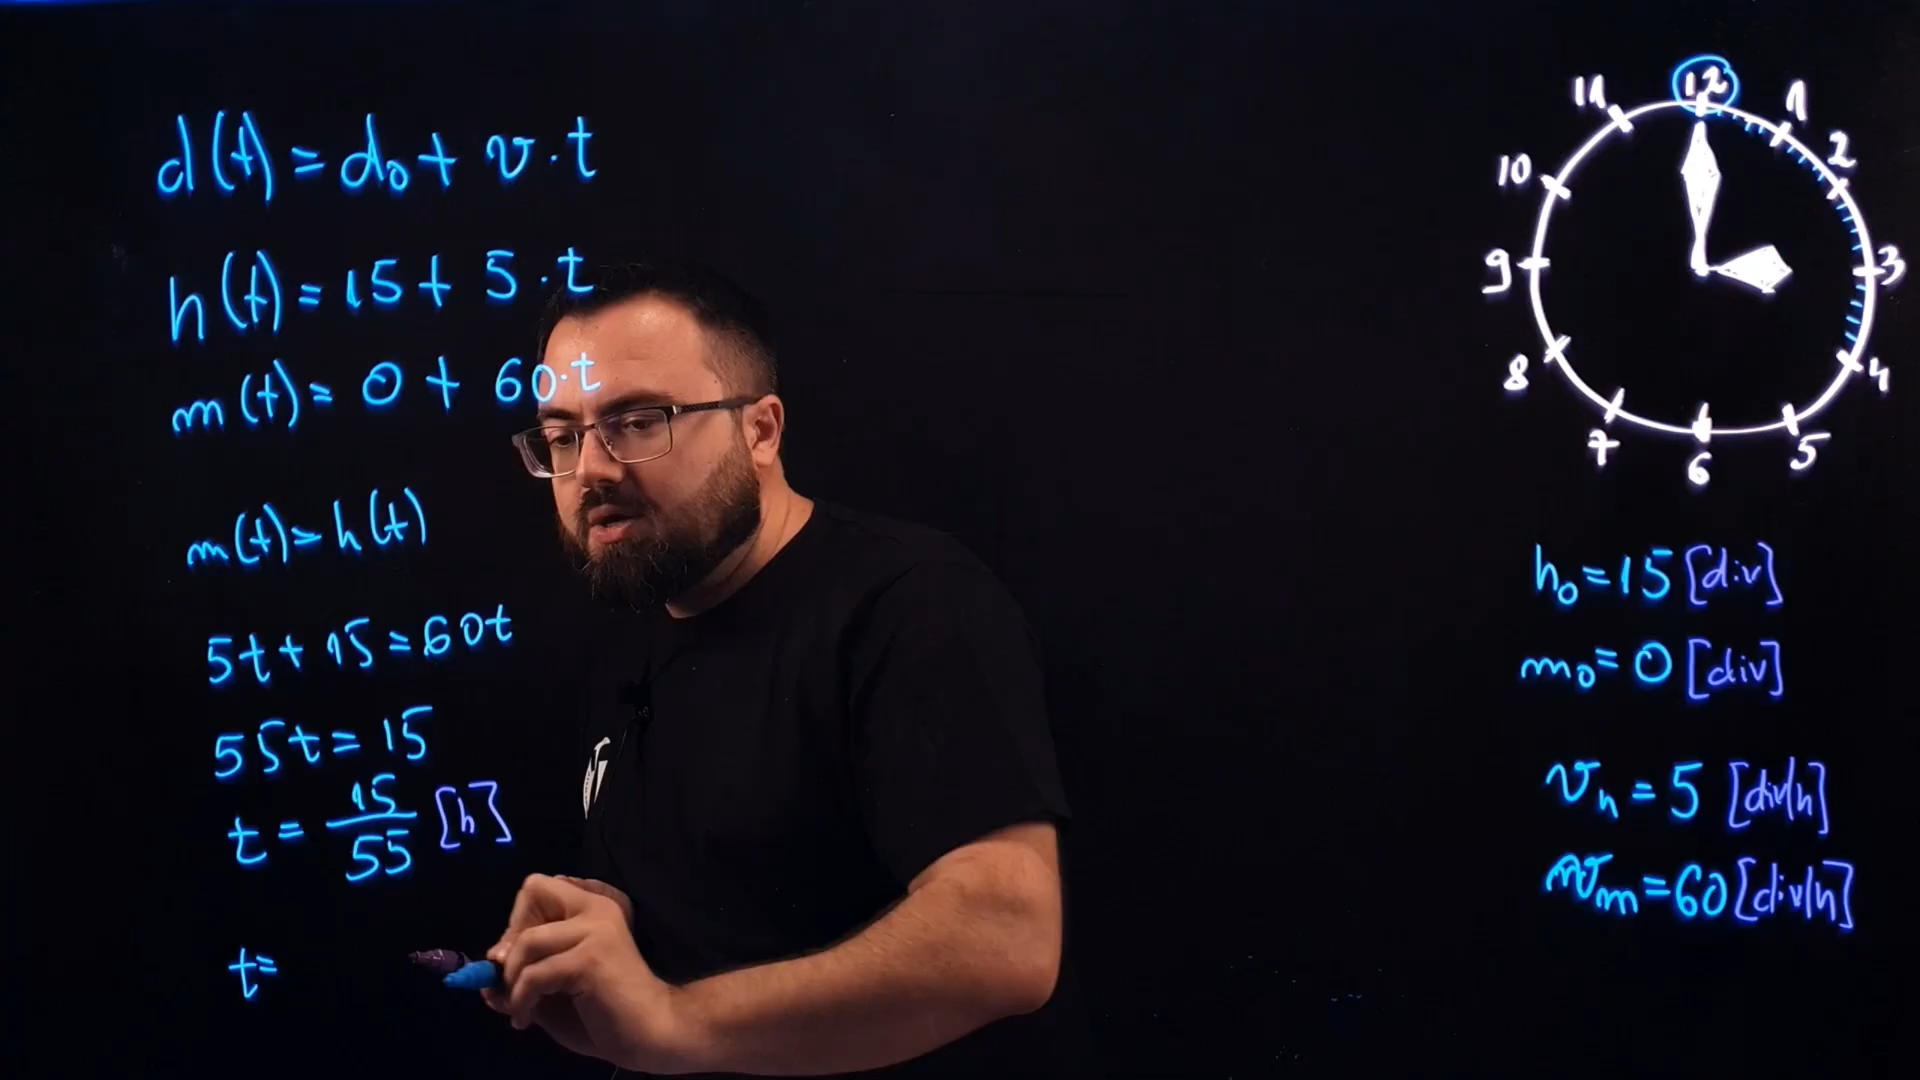 d(t) = d₀ + v · t
h(t) = 15 + 5 · t
m(t) = 0 + 60 · t
m(t) = h(t)
5t + 15 = 60t
55t = 15
t = 15/55 [h]
t =
12
1
2
3
4
5
6
7
8
9
10
11
h₀ = 15 [div]
m₀ = 0 [div]
vₕ = 5 [div/h]
vₘ = 60 [div/h]